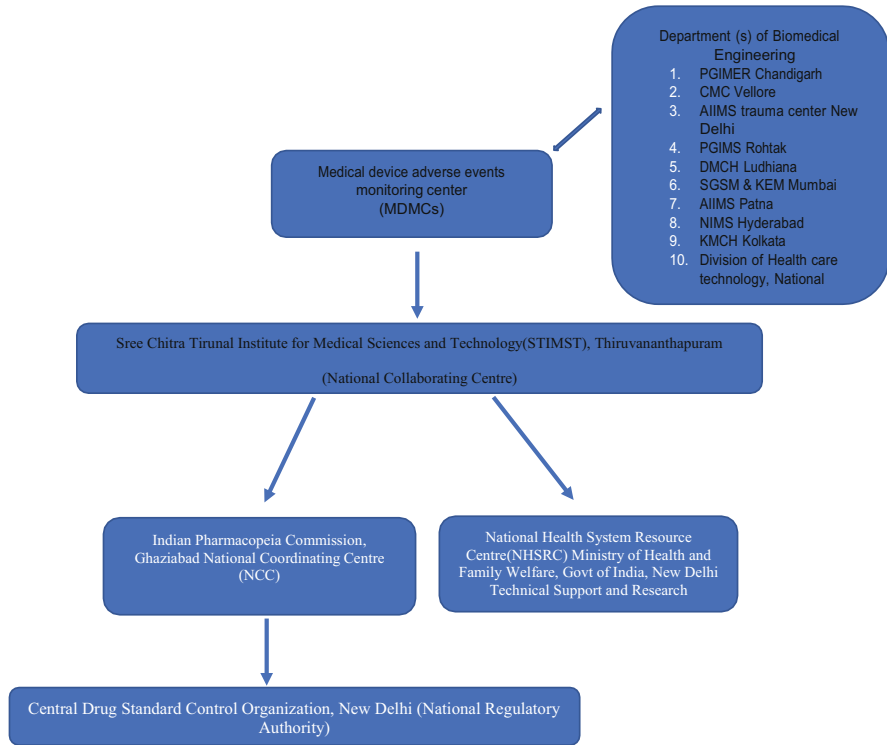 Department (s) of Biomedical
Engineering
1. PGIMER Chandigarh
2. CMC Vellore
3. AIIMS trauma center New
Delhi
4. PGIMS Rohtak
5. DMCH Ludhiana
6. SGSM & KEM Mumbai
7. AIIMS Patna
8. NIMS Hyderabad
9. KMCH Kolkata
10. Division of Health care
technology, National
Medical device adverse events
monitoring center
(MDMCs)
Sree Chitra Tirunal Institute for Medical Sciences and Technology(STIMST), Thiruvananthapuram
(National Collaborating Centre)
Indian Pharmacopeia Commission,
Ghaziabad National Coordinating Centre
(NCC)
National Health System Resource
Centre(NHSRC) Ministry of Health and
Family Welfare, Govt of India, New Delhi
Technical Support and Research
Central Drug Standard Control Organization, New Delhi (National Regulatory
Authority)